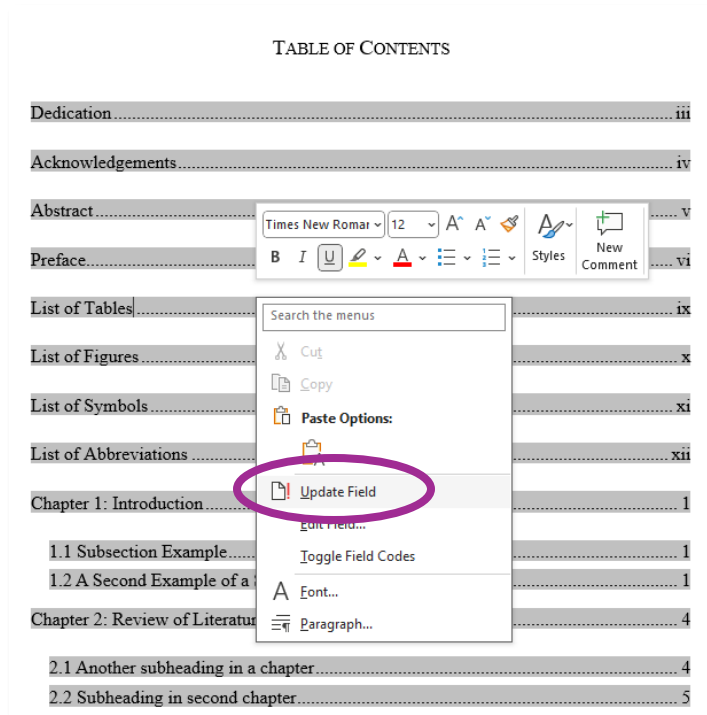 TABLE OF CONTENTS
Dedication ... iii
Acknowledgements ... iv
Abstract ... v
Times New Romar 12 A A
Styles
New
Comment
B I U A
Preface ... vi
List of Tables ... ix
Search the menus
Cut
List of Figures ... x
Copy
Paste Options:
List of Symbols ... xi
List of Abbreviations ... xii
Update Field
Chapter 1: Introduction ... 1
Edit Field...
1.1 Subsection Example ... 1
Toggle Field Codes
1.2 A Second Example of a ... 1
Font...
Chapter 2: Review of Literatur ... 4
Paragraph...
2.1 Another subheading in a chapter ... 4
2.2 Subheading in second chapter ... 5